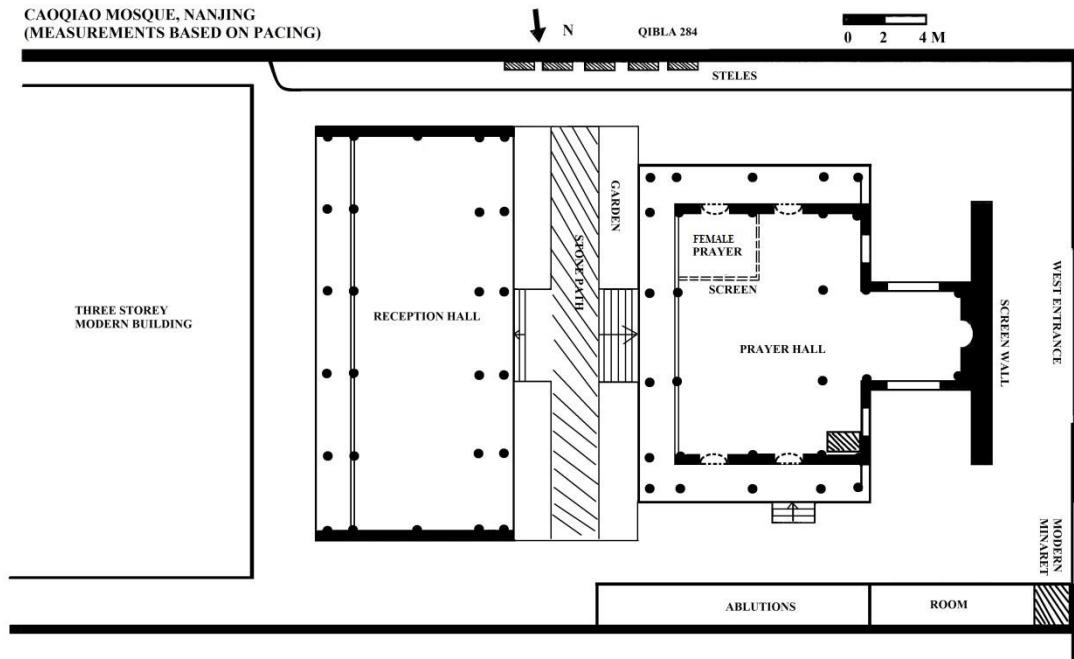 CAOQIAO MOSQUE, NANJING
(MEASUREMENTS BASED ON PACING)
N
QIBLA 284
0 2 4 M
STELES
GARDEN
STONE PATH
FEMALE
PRAYER
SCREEN
THREE STOREY
MODERN BUILDING
RECEPTION HALL
PRAYER HALL
SCREEN WALL
WEST ENTRANCE
MODERN
MINARET
ABLUTIONS
ROOM